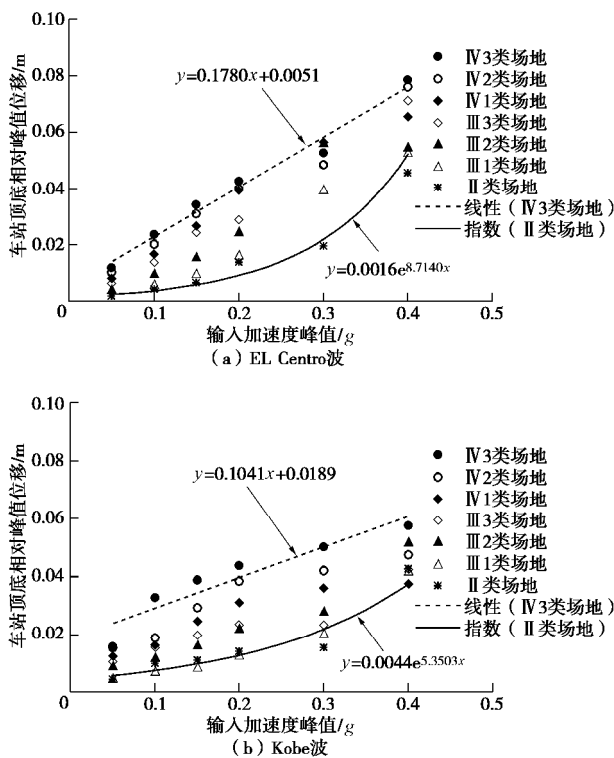 车站顶底相对峰值位移/m
0.10
0.08
0.06
0.04
0.02
0
0.1
0.2
0.3
0.4
0.5
y=0.1780x+0.0051
y=0.0016e^8.7140x
Ⅳ3类场地
Ⅳ2类场地
Ⅳ1类场地
Ⅲ3类场地
Ⅲ2类场地
Ⅲ1类场地
Ⅱ类场地
线性（Ⅳ3类场地）
指数（Ⅱ类场地）
输入加速度峰值/g
（a）EL Centro波
车站顶底相对峰值位移/m
0.10
0.08
0.06
0.04
0.02
0
0.1
0.2
0.3
0.4
0.5
y=0.1041x+0.0189
y=0.0044e^5.3503x
Ⅳ3类场地
Ⅳ2类场地
Ⅳ1类场地
Ⅲ3类场地
Ⅲ2类场地
Ⅲ1类场地
Ⅱ类场地
线性（Ⅳ3类场地）
指数（Ⅱ类场地）
输入加速度峰值/g
（b）Kobe波